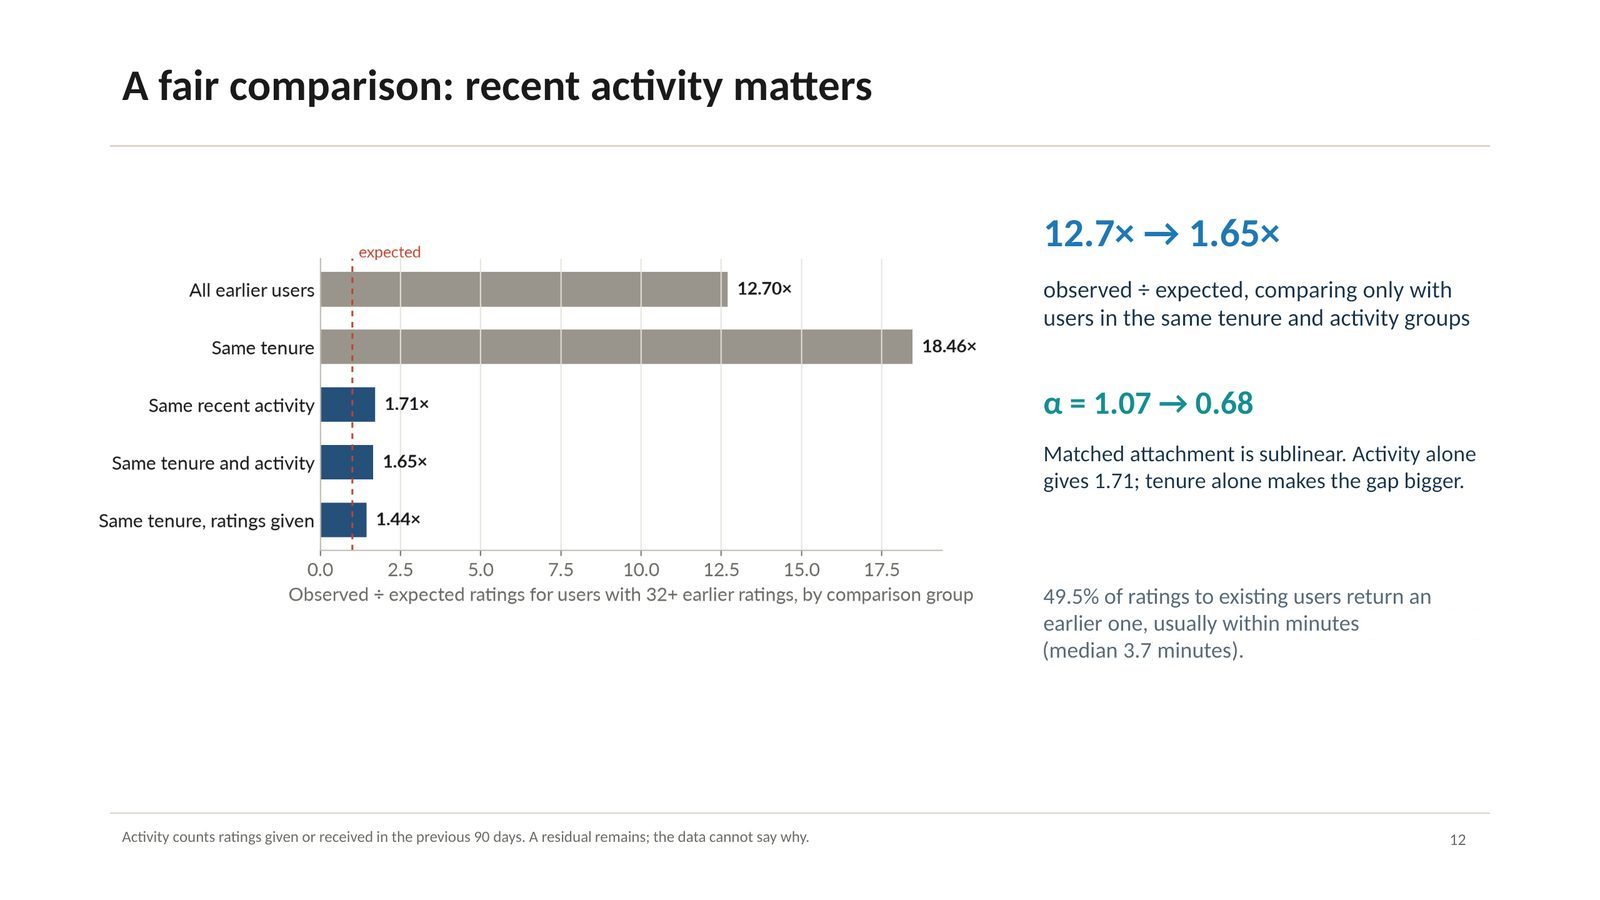 A fair comparison: recent activity matters
expected
All earlier users
12.70×
Same tenure
18.46×
Same recent activity
1.71×
Same tenure and activity
1.65×
Same tenure, ratings given
1.44×
0.0 2.5 5.0 7.5 10.0 12.5 15.0 17.5
Observed ÷ expected ratings for users with 32+ earlier ratings, by comparison group
12.7× → 1.65×
observed ÷ expected, comparing only with
users in the same tenure and activity groups
α = 1.07 → 0.68
Matched attachment is sublinear. Activity alone
gives 1.71; tenure alone makes the gap bigger.
49.5% of ratings to existing users return an
earlier one, usually within minutes
(median 3.7 minutes).
Activity counts ratings given or received in the previous 90 days. A residual remains; the data cannot say why.
12